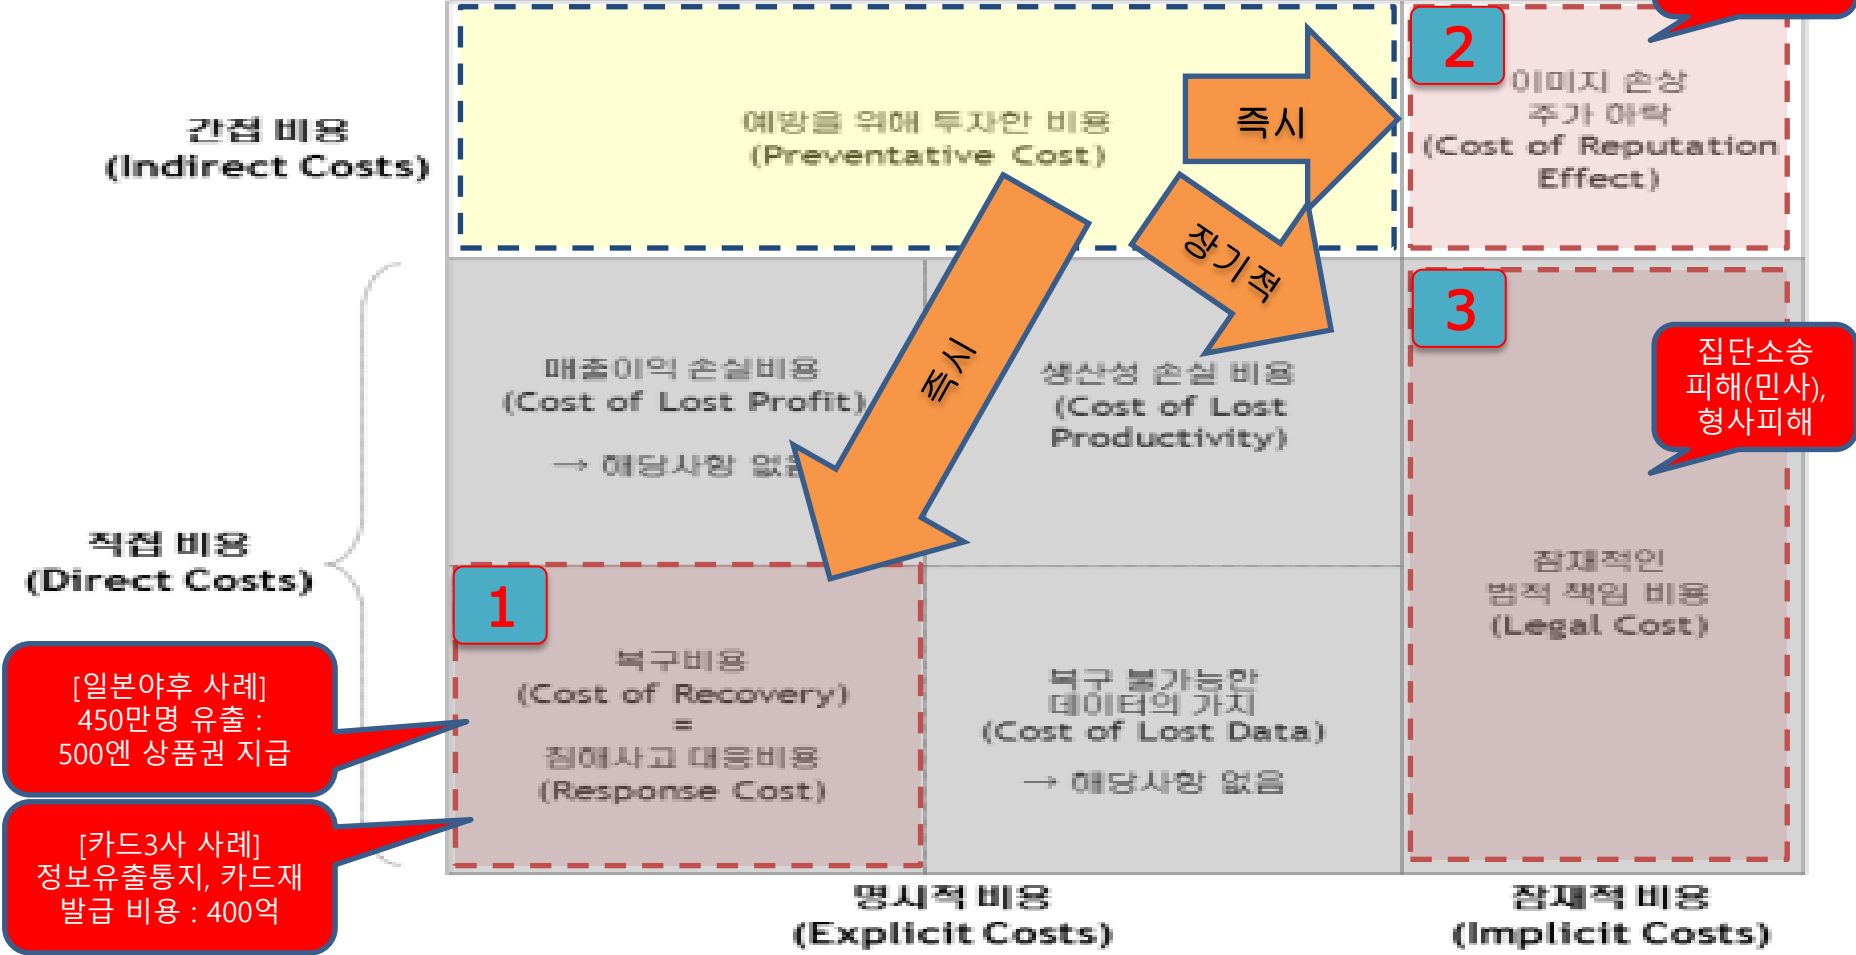 간접 비용
(Indirect Costs)
예방을 위해 투자한 비용
(Preventative Cost)
즉시
2
이미지 손상
주가 하락
(Cost of Reputation
Effect)
장기적
즉시
매출이익 손실비용
(Cost of Lost Profit)
→ 해당사항 없음
생산성 손실 비용
(Cost of Lost
Productivity)
3
집단소송
피해(민사),
형사피해
잠재적인
법적 책임 비용
(Legal Cost)
직접 비용
(Direct Costs)
1
복구비용
(Cost of Recovery)
=
침해사고 대응비용
(Response Cost)
복구 불가능한
데이터의 가치
(Cost of Lost Data)
→ 해당사항 없음
[일본야후 사례]
450만명 유출 :
500엔 상품권 지급
[카드3사 사례]
정보유출통지, 카드재
발급 비용 : 400억
명시적 비용
(Explicit Costs)
잠재적 비용
(Implicit Costs)